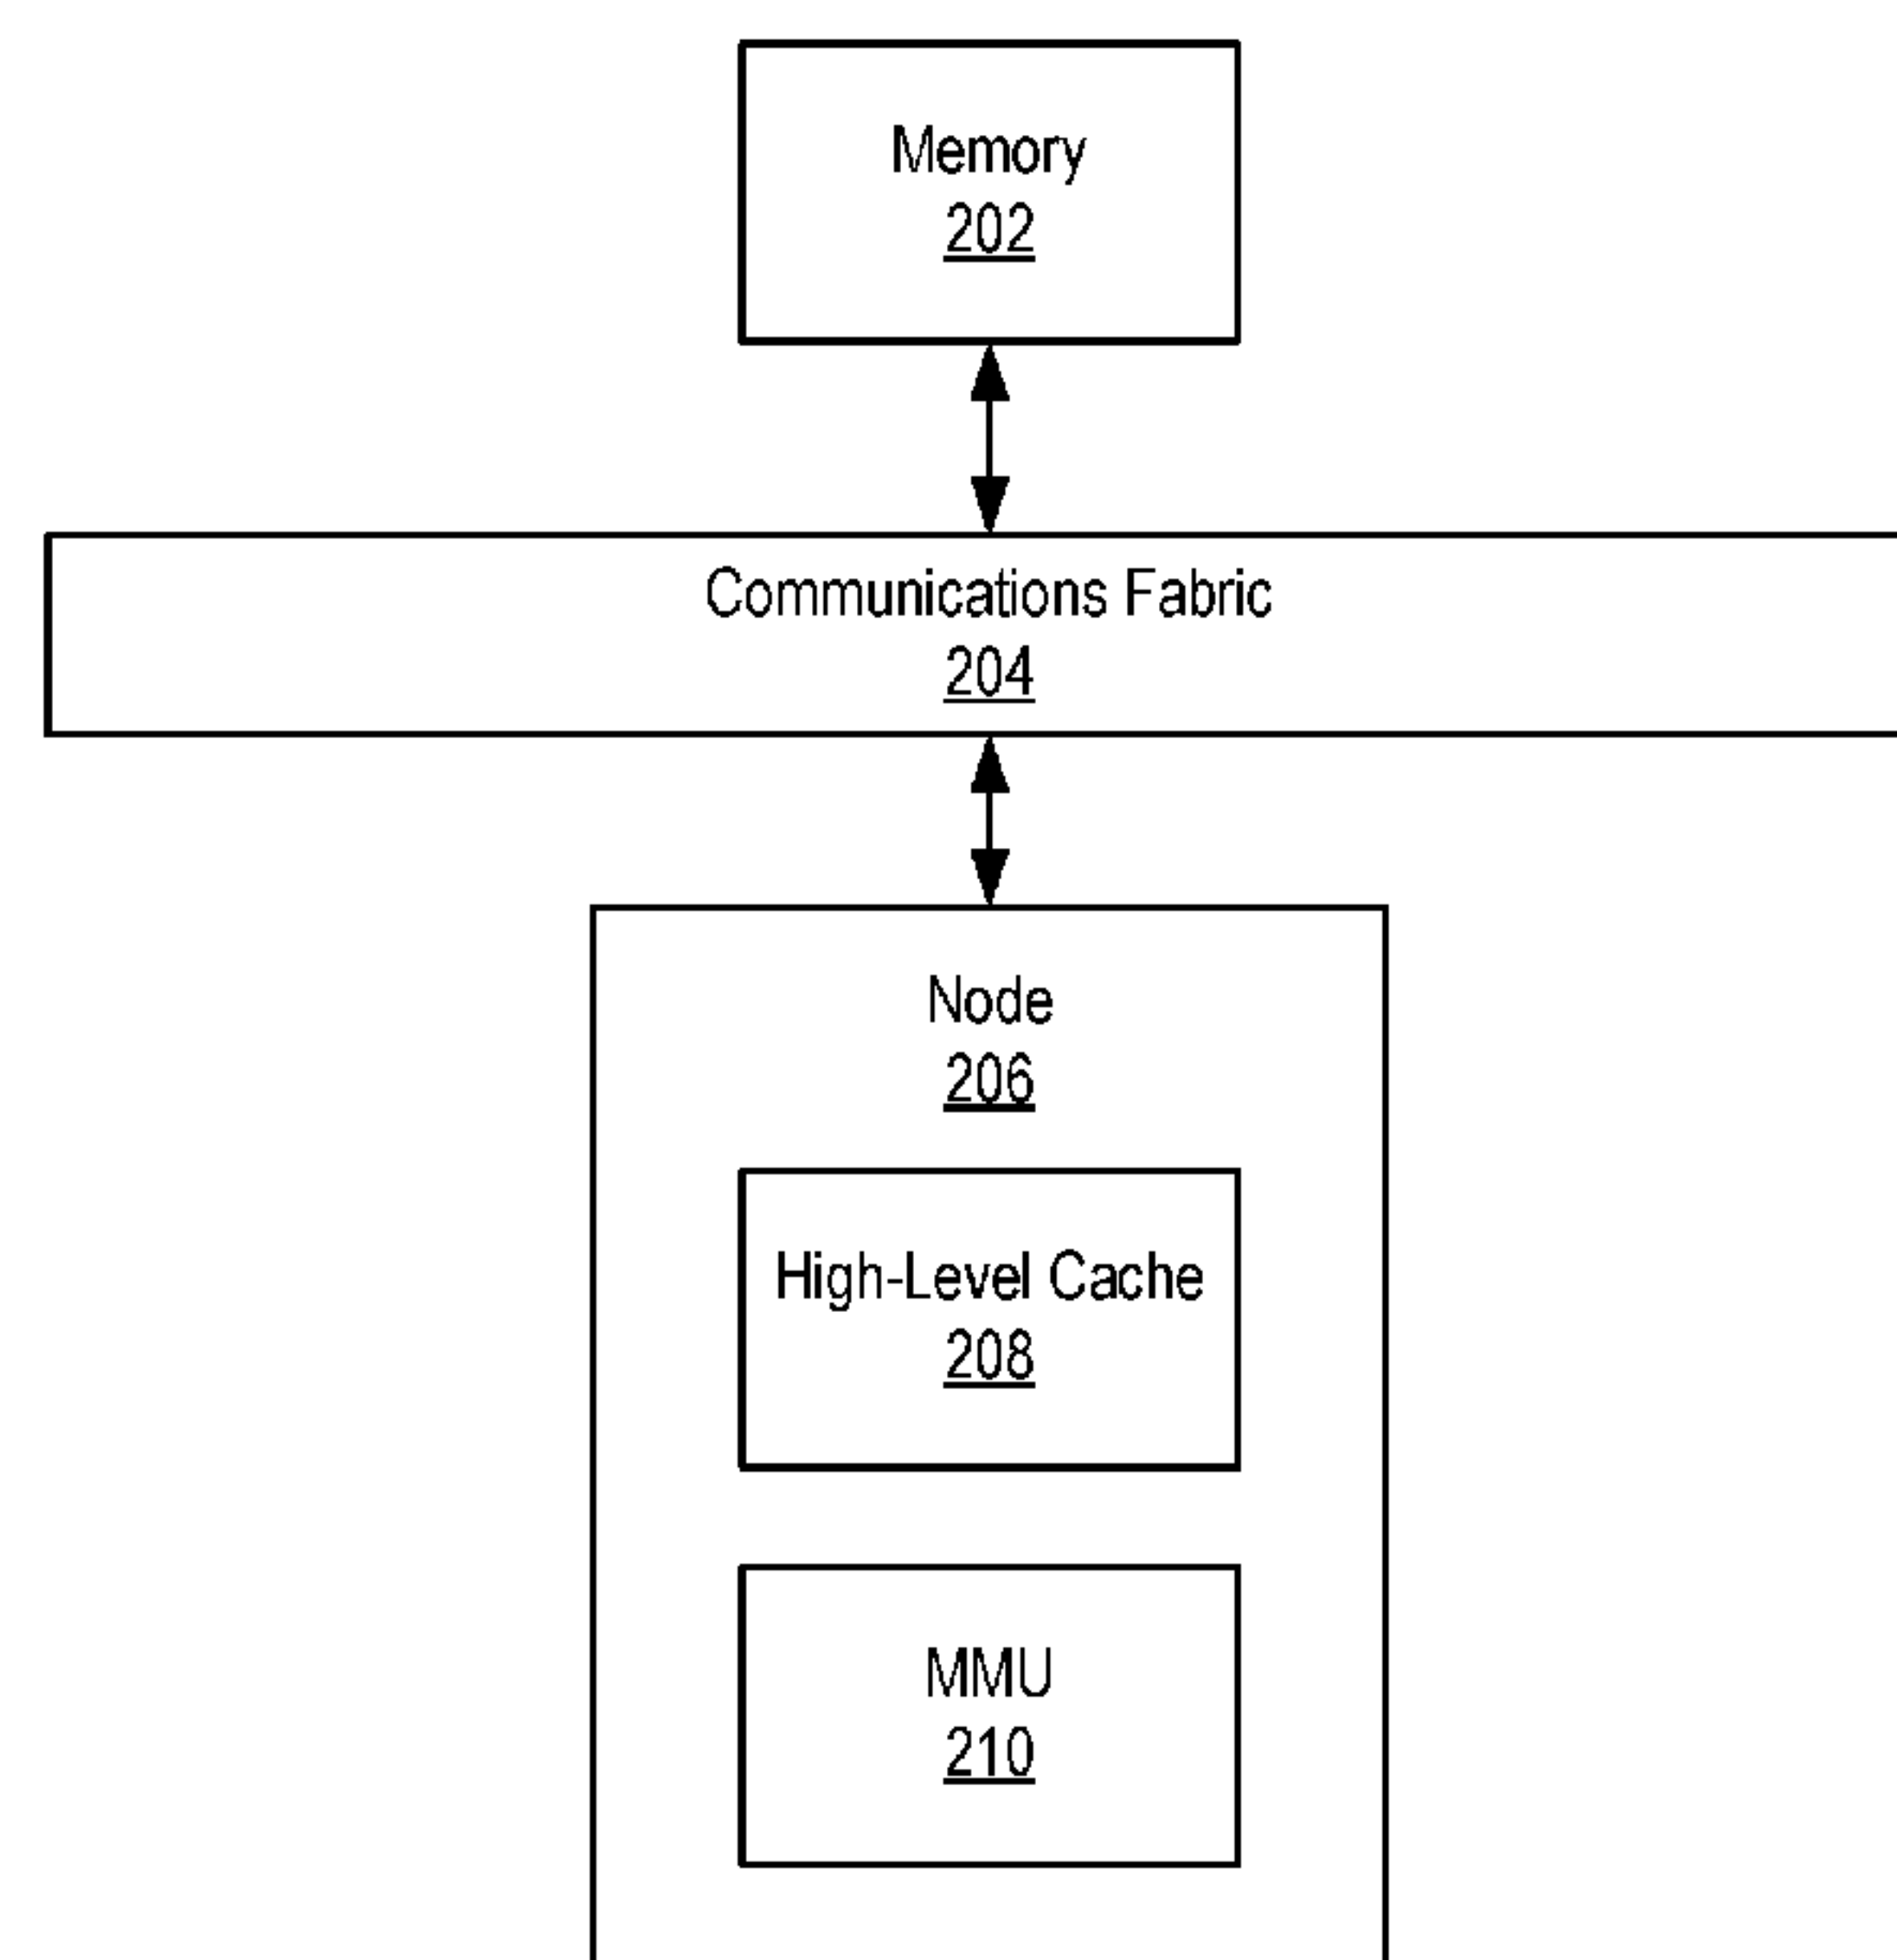 Memory
202
Communications Fabric
204
Node
206
High-Level Cache
208
MMU
210